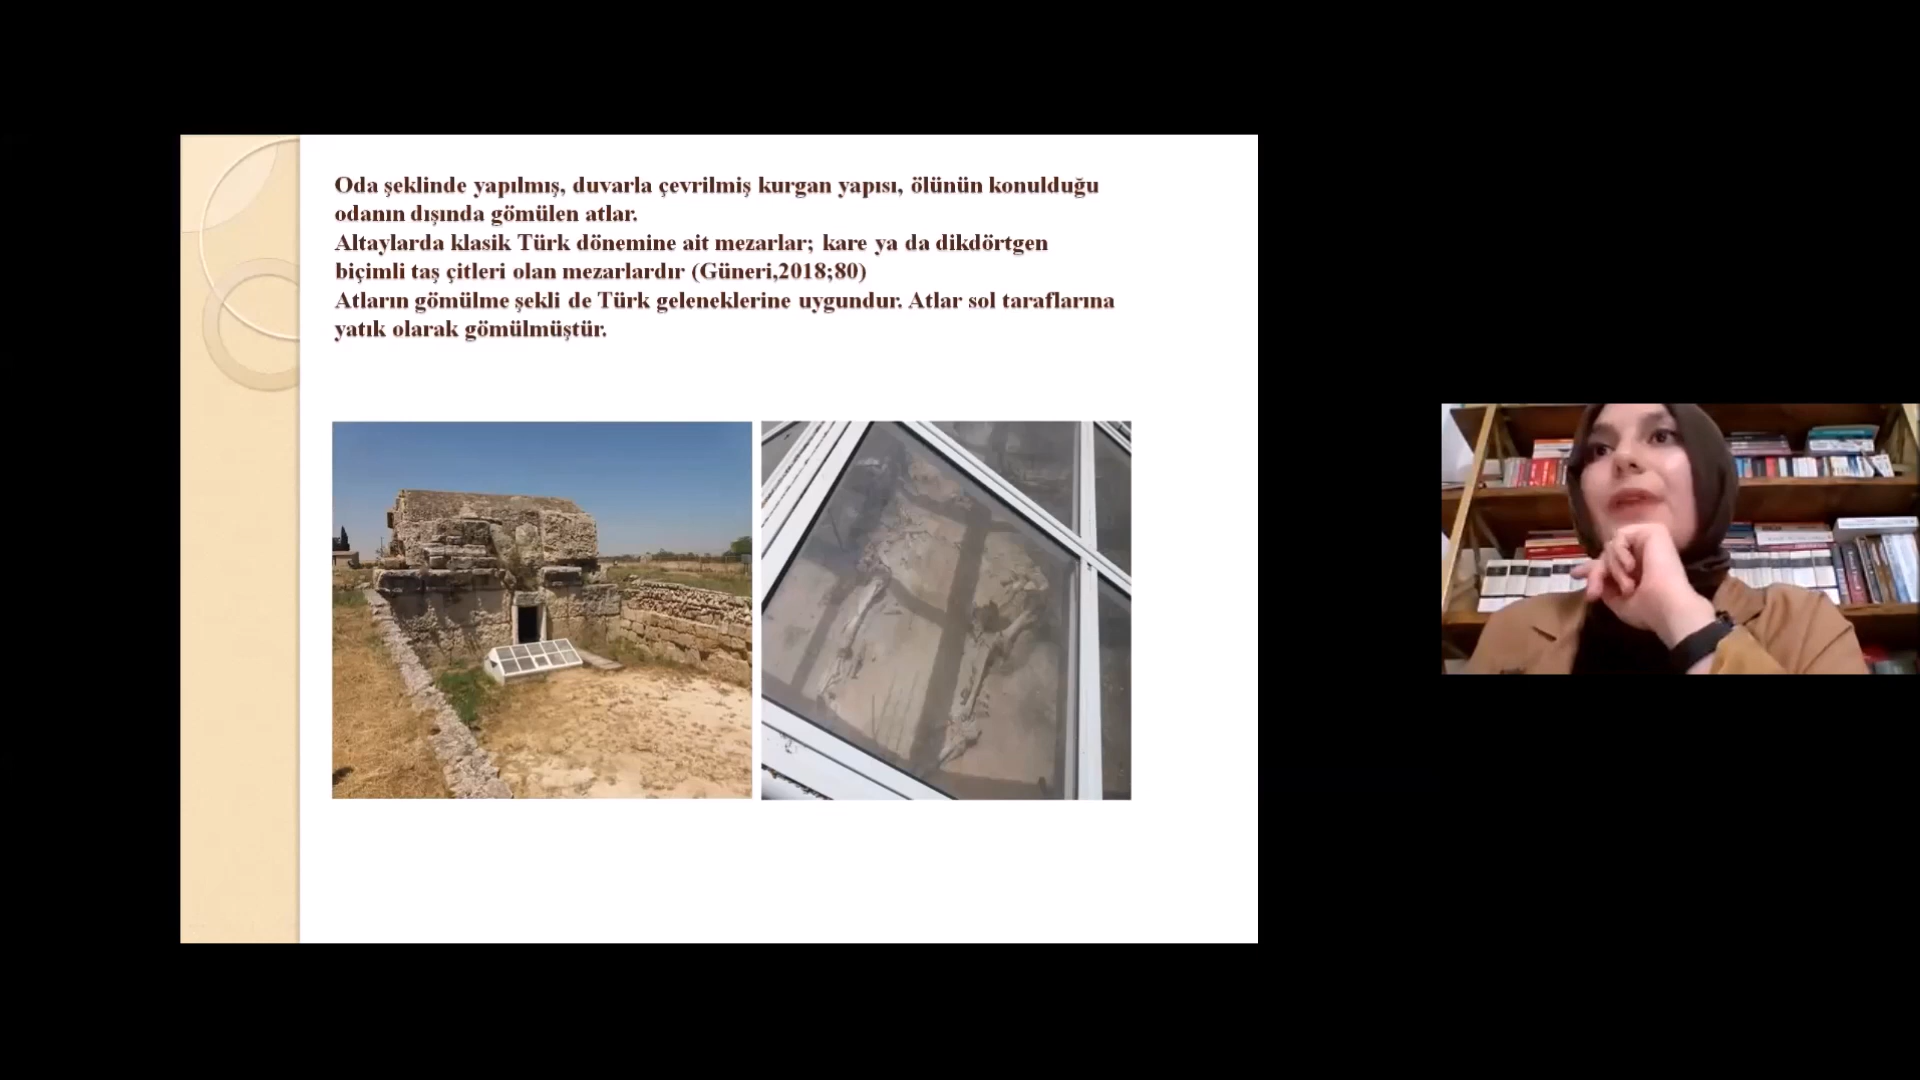 Oda şeklinde yapılmış, duvarla çevrilmiş kurgan yapısı, ölünün konulduğu
odanın dışında gömülen atlar.
Altaylarda klasik Türk dönemine ait mezarlar; kare ya da dikdörtgen
biçimli taş çitleri olan mezarlardır (Güneri,2018;80)
Atların gömülme şekli de Türk geleneklerine uygundur. Atlar sol taraflarına
yatık olarak gömülmüştür.